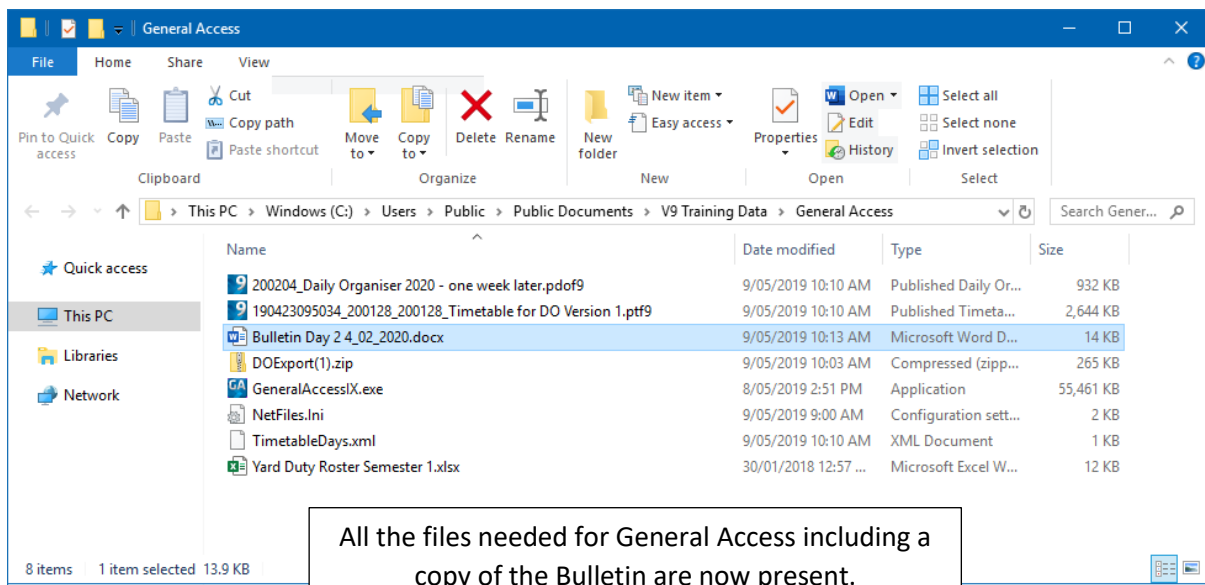 General Access
File Home Share View
Pin to Quick access
Copy
Paste
Cut
Copy path
Paste shortcut
Clipboard
Move to
Copy to
Delete
Rename
Organize
New folder
New item
Easy access
New
Properties
Open
Edit
History
Open
Select all
Select none
Invert selection
Select
This PC > Windows (C:) > Users > Public > Public Documents > V9 Training Data > General Access
Search Gener...
Quick access
This PC
Libraries
Network
Name Date modified Type Size
200204_Daily Organiser 2020 - one week later.pdof9 9/05/2019 10:10 AM Published Daily Or... 932 KB
190423095034_200128_200128_Timetable for DO Version 1.ptf9 9/05/2019 10:10 AM Published Timeta... 2,644 KB
Bulletin Day 2 4_02_2020.docx 9/05/2019 10:13 AM Microsoft Word D... 14 KB
DOExport(1).zip 9/05/2019 10:03 AM Compressed (zipp... 265 KB
GeneralAccessIX.exe 8/05/2019 2:51 PM Application 55,461 KB
NetFiles.Ini 9/05/2019 9:00 AM Configuration sett... 2 KB
TimetableDays.xml 9/05/2019 10:10 AM XML Document 1 KB
Yard Duty Roster Semester 1.xlsx 30/01/2018 12:57 ... Microsoft Excel W... 12 KB
All the files needed for General Access including a
copy of the Bulletin are now present.
8 items 1 item selected 13.9 KB